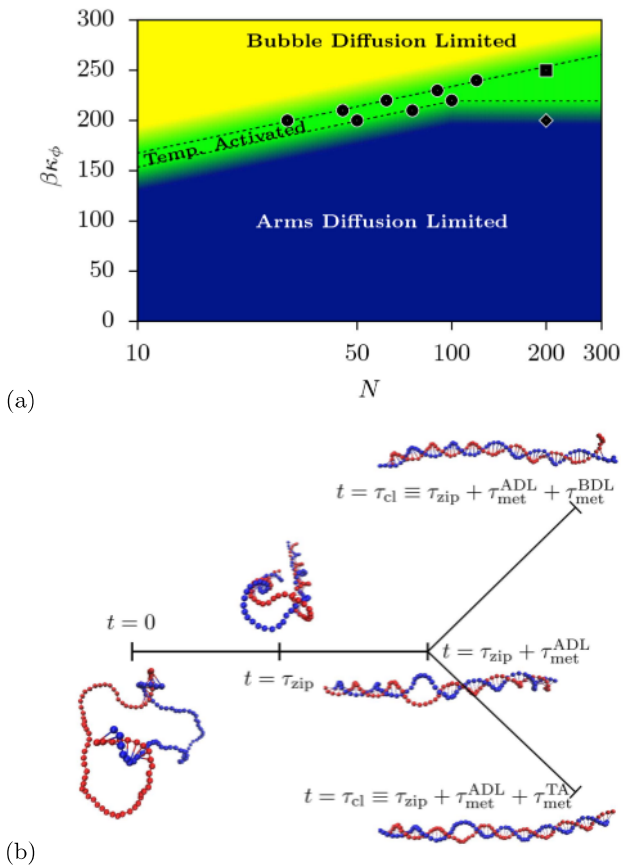 300
250
200
150
100
50
0
βκ_ϕ
Bubble Diffusion Limited
Temp. Activated
Arms Diffusion Limited
10 50 100 200 300
N
(a)
t = τ_cl ≡ τ_zip + τ_met^ADL + τ_met^BDL
t = 0
t = τ_zip + τ_met^ADL
t = τ_zip
t = τ_cl ≡ τ_zip + τ_met^ADL + τ_met^TA
(b)